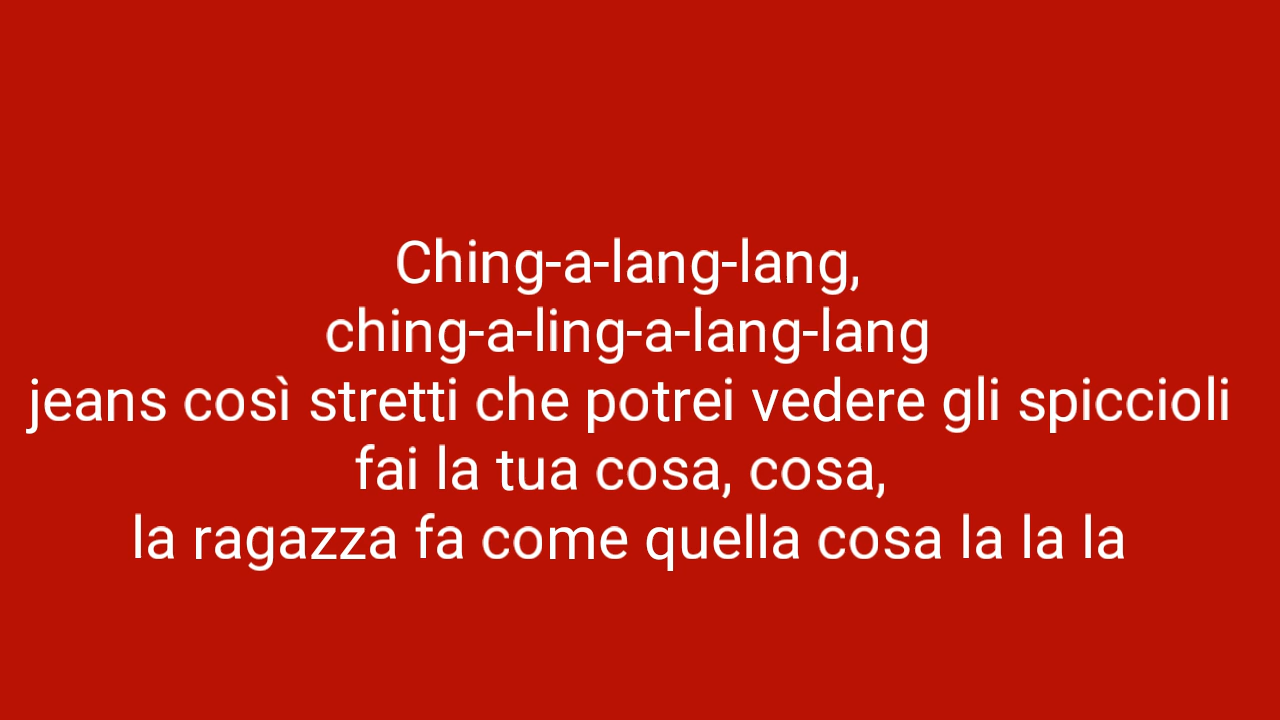 Ching-a-lang-lang,
ching-a-ling-a-lang-lang
jeans così stretti che potrei vedere gli spiccioli
fai la tua cosa, cosa,
la ragazza fa come quella cosa la la la